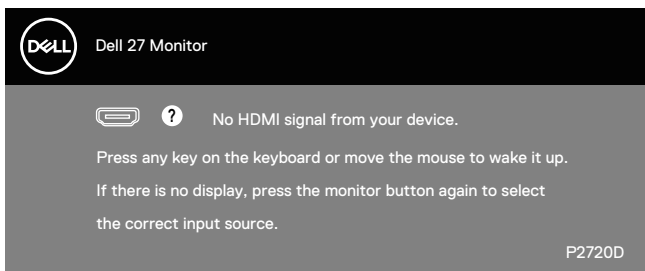 DELL
Dell 27 Monitor
? No HDMI signal from your device.
Press any key on the keyboard or move the mouse to wake it up.
If there is no display, press the monitor button again to select
the correct input source.
P2720D